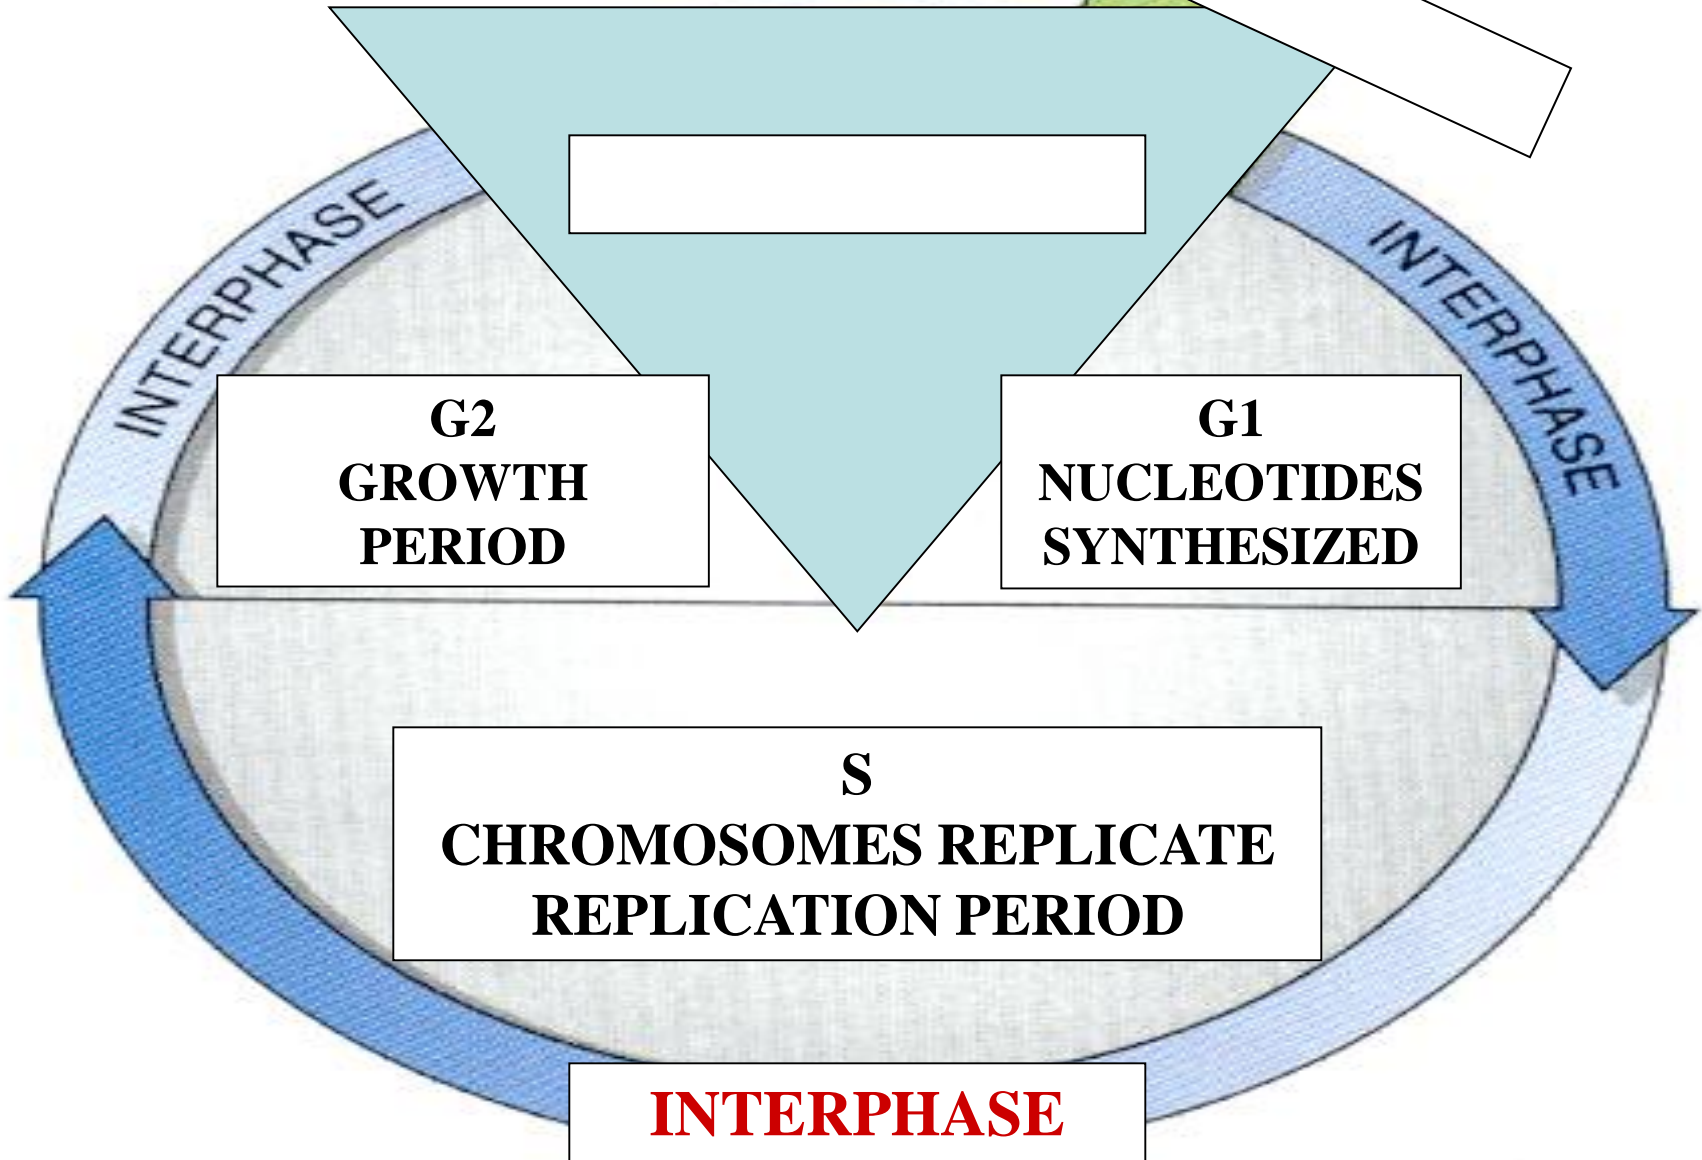 INTERPHASE
INTERPHASE
G2
GROWTH
PERIOD
G1
NUCLEOTIDES
SYNTHESIZED
S
CHROMOSOMES REPLICATE
REPLICATION PERIOD
INTERPHASE